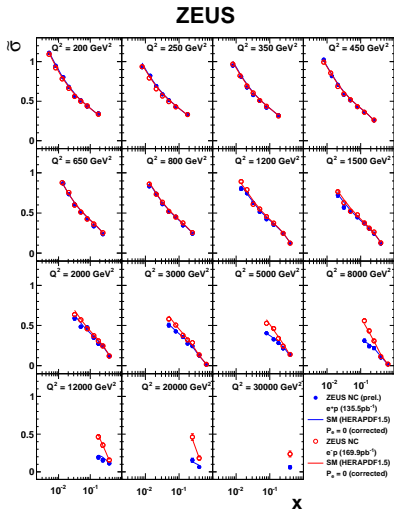 ZEUS
σ̃
Q² = 200 GeV² Q² = 250 GeV² Q² = 350 GeV² Q² = 450 GeV²
1
0.5
0
Q² = 650 GeV² Q² = 800 GeV² Q² = 1200 GeV² Q² = 1500 GeV²
1
0.5
0
Q² = 2000 GeV² Q² = 3000 GeV² Q² = 5000 GeV² Q² = 8000 GeV²
1
0.5
0
Q² = 12000 GeV² Q² = 20000 GeV² Q² = 30000 GeV² 10⁻² 10⁻¹
1
0.5
0
ZEUS NC (prel.)
e⁺p (135.5pb⁻¹)
SM (HERAPDF1.5)
Pₑ = 0 (corrected)
ZEUS NC
e⁻p (169.9pb⁻¹)
SM (HERAPDF1.5)
Pₑ = 0 (corrected)
10⁻² 10⁻¹ 10⁻² 10⁻¹ 10⁻² 10⁻¹
x